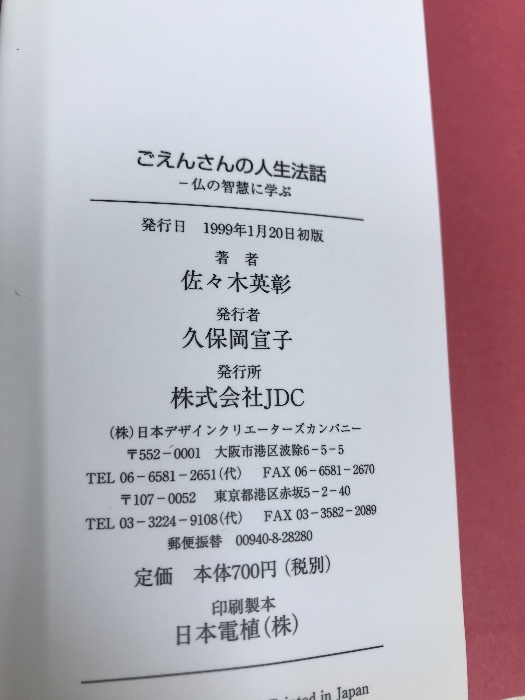 ごえんさんの人生法話
－仏の智慧に学ぶ
発行日　1999年1月20日初版
著　者
佐々木英彰
発行者
久保岡宣子
発行所
株式会社JDC
(株)日本デザインクリエーターズカンパニー
〒552－0001　大阪市港区波除6－5－5
TEL 06－6581－2651(代)　FAX 06－6581－2670
〒107－0052　東京都港区赤坂5－2－40
TEL 03－3224－9108(代)　FAX 03－3582－2089
郵便振替　00940-8-28280
定価　本体700円（税別）
印刷製本
日本電植(株)
Printed in Japan